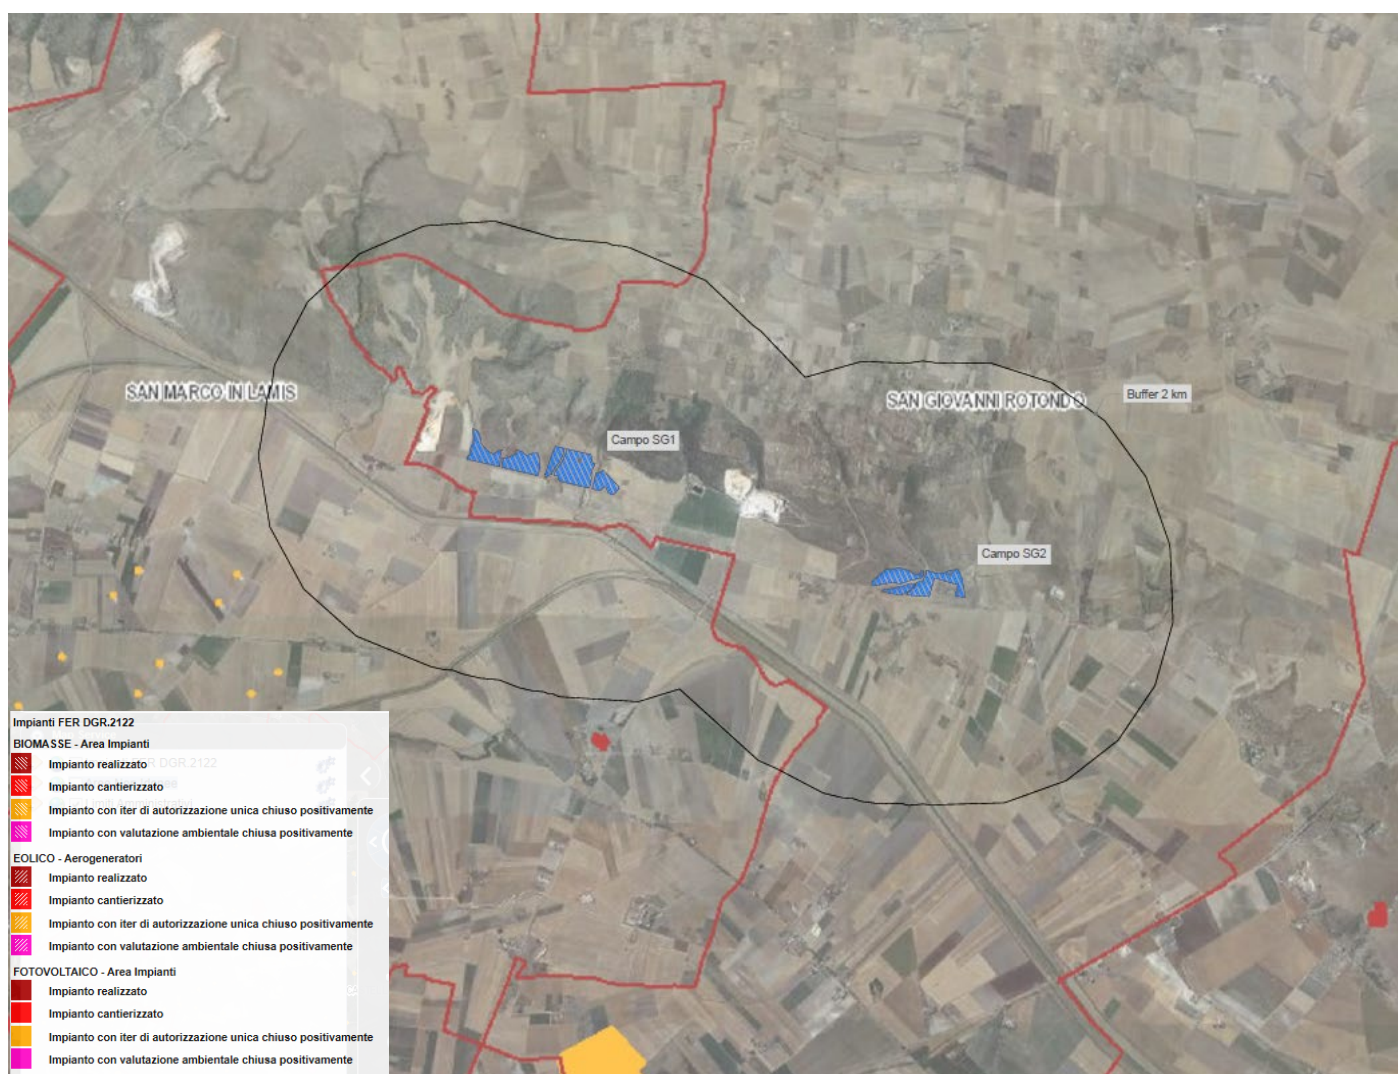 SAN MARCO IN LAMIS
SAN GIOVANNI ROTONDO
Buffer 2 km
Campo SG1
Campo SG2
Impianti FER DGR.2122
BIOMASSE - Area Impianti
Impianto realizzato
Impianto cantierizzato
Impianto con iter di autorizzazione unica chiuso positivamente
Impianto con valutazione ambientale chiusa positivamente
EOLICO - Aerogeneratori
Impianto realizzato
Impianto cantierizzato
Impianto con iter di autorizzazione unica chiuso positivamente
Impianto con valutazione ambientale chiusa positivamente
FOTOVOLTAICO - Area Impianti
Impianto realizzato
Impianto cantierizzato
Impianto con iter di autorizzazione unica chiuso positivamente
Impianto con valutazione ambientale chiusa positivamente